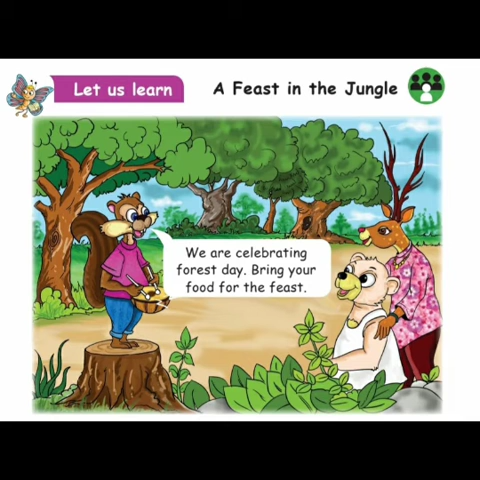 Let us learn
A Feast in the Jungle
We are celebrating
forest day. Bring your
food for the feast.